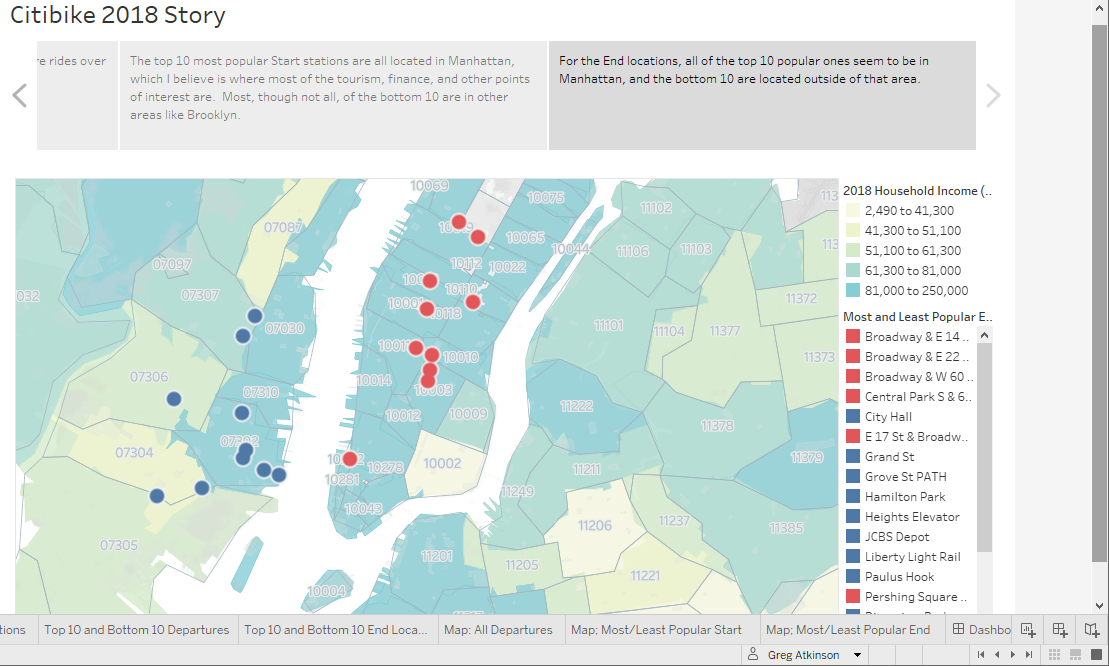 Citibike 2018 Story
re rides over
The top 10 most popular Start stations are all located in Manhattan,
which I believe is where most of the tourism, finance, and other points
of interest are. Most, though not all, of the bottom 10 are in other
areas like Brooklyn.
For the End locations, all of the top 10 popular ones seem to be in
Manhattan, and the bottom 10 are located outside of that area.
10069
10075
11102
113
07087
10065
10044
11106
11103
113
07097
10112
10022
032
07307
10110
11372
10018
07030
11101
11104
11377
10010
11373
07306
10014
07310
10003
10012
10009
11222
11378
07302
07304
10278
10002
11211
11379
10281
11249
10043
11206
11237
11385
07305
11201
11205
11221
10004
2018 Household Income (..
2,490 to 41,300
41,300 to 51,100
51,100 to 61,300
61,300 to 81,000
81,000 to 250,000
Most and Least Popular E..
Broadway & E 14 ..
Broadway & E 22 ..
Broadway & W 60 ..
Central Park S & 6..
City Hall
E 17 St & Broadw..
Grand St
Grove St PATH
Hamilton Park
Heights Elevator
JCBS Depot
Liberty Light Rail
Paulus Hook
Pershing Square ..
tions
Top 10 and Bottom 10 Departures
Top 10 and Bottom 10 End Loca...
Map: All Departures
Map; Most/Least Popular Start
Map; Most/Least Popular End
Dashbo
Greg Atkinson